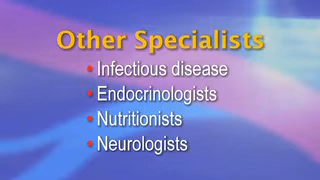 Other Specialists
• Infectious disease
• Endocrinologists
• Nutritionists
• Neurologists